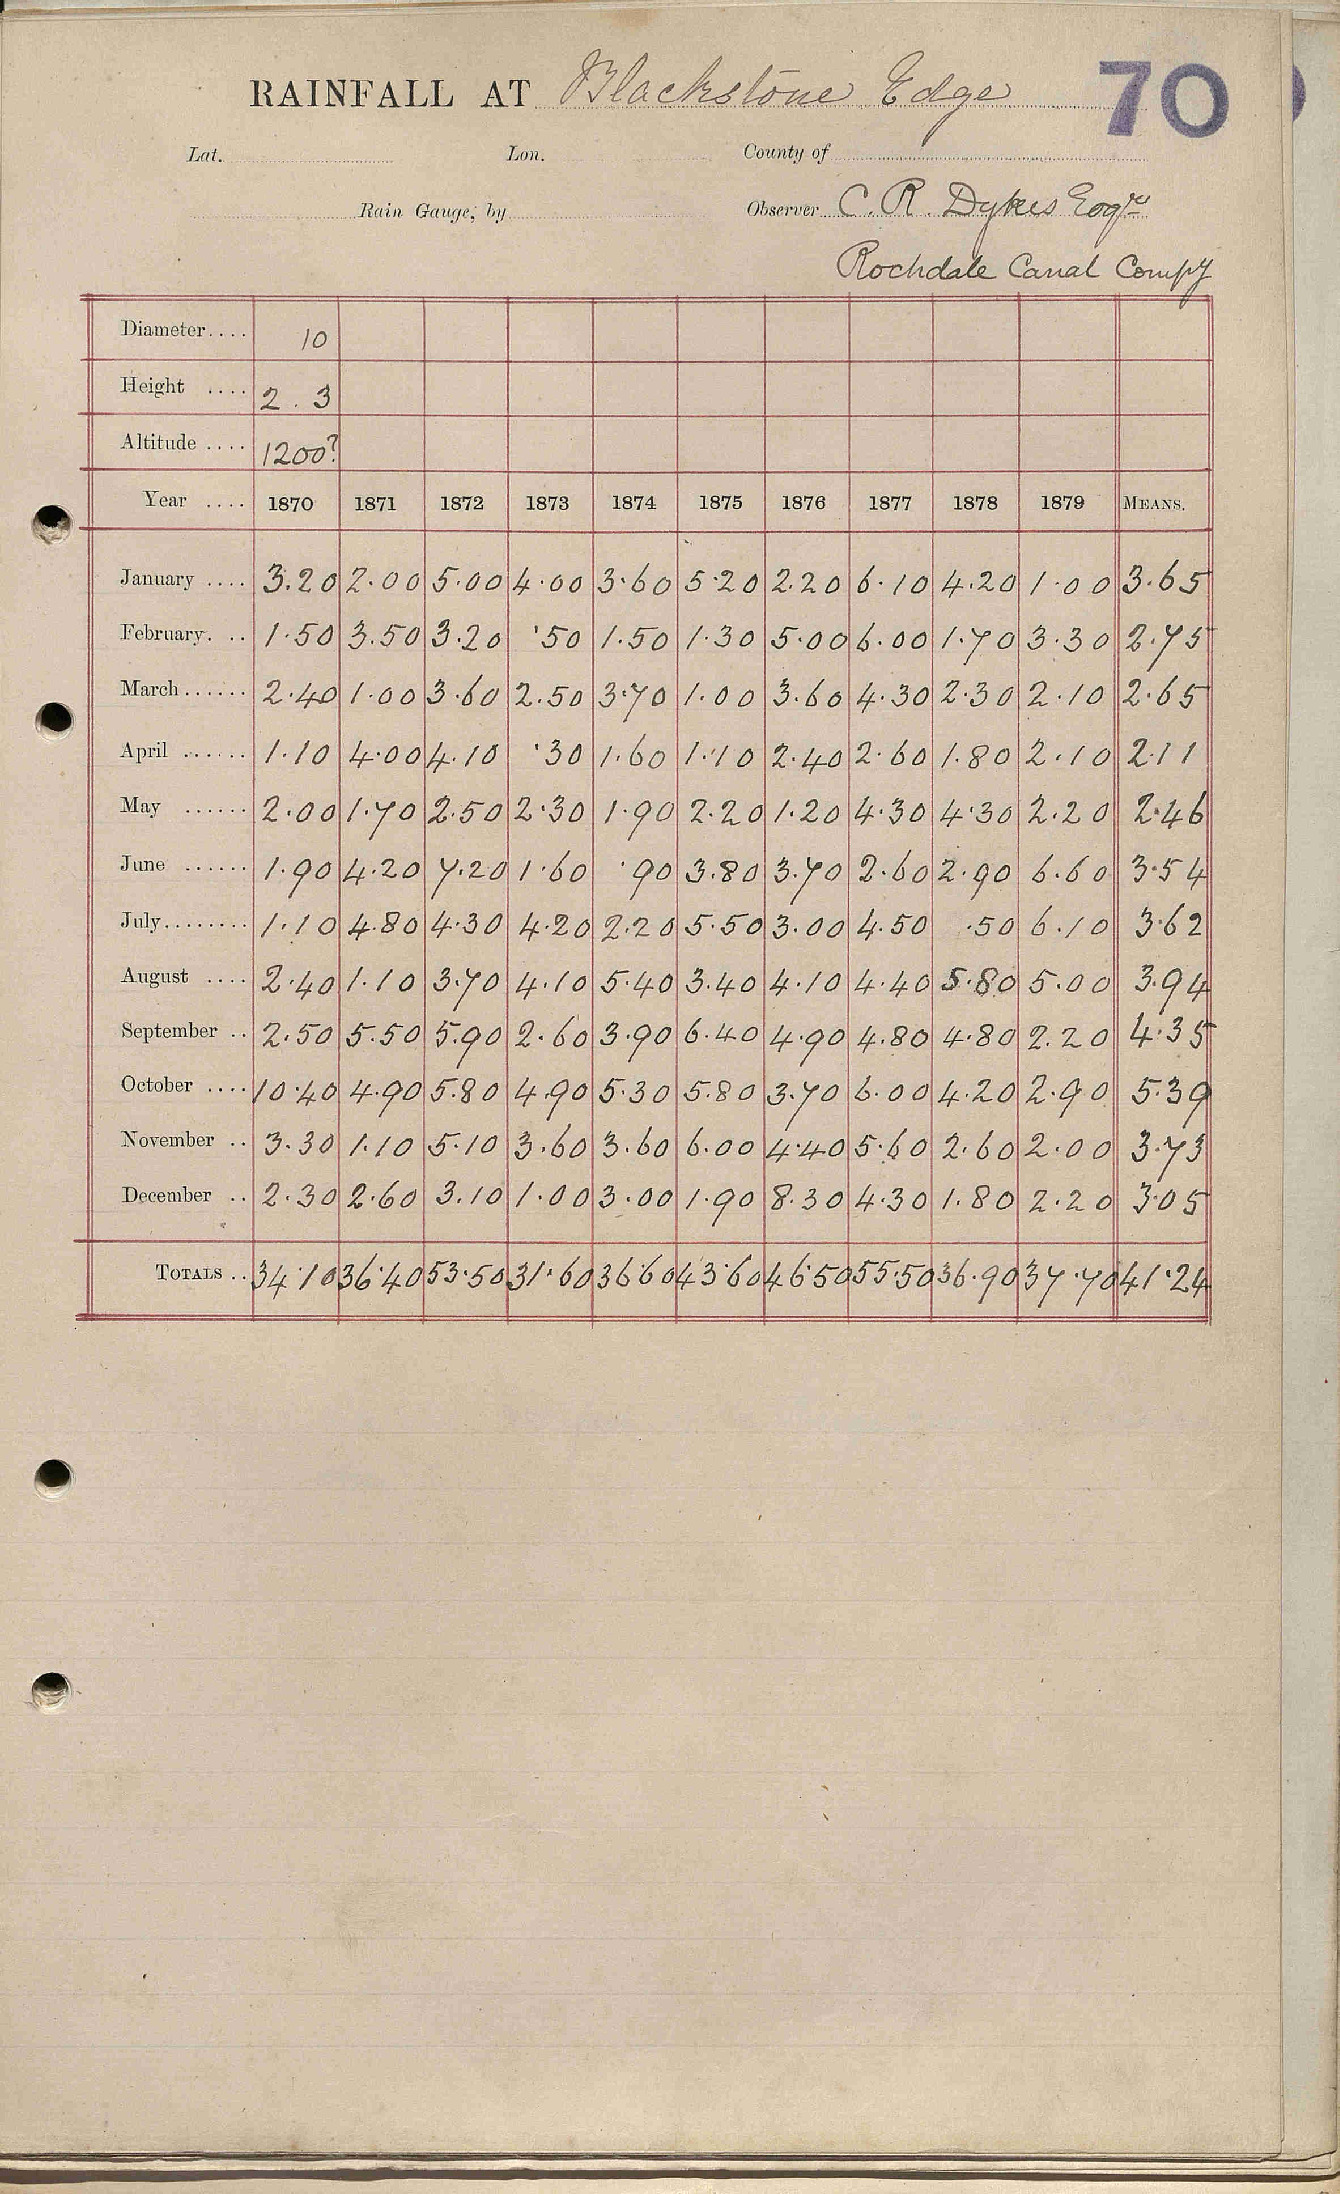 RAINFALL AT Blackstone Edge 70
Lat. Lon. County of
Rain Gauge, by Observer C. R. Dykes Esqre
Rochdale Canal Compy
Diameter.... 10
Height .... 2 . 3
Altitude .... 1200?
Year .... 1870 1871 1872 1873 1874 1875 1876 1877 1878 1879 MEANS.
January .... 3.20 2.00 5.00 4.00 3.60 5.20 2.20 6.10 4.20 1.00 3.65
February. .. 1.50 3.50 3.20 .50 1.50 1.30 5.00 6.00 1.70 3.30 2.75
March...... 2.40 1.00 3.60 2.50 3.70 1.00 3.60 4.30 2.30 2.10 2.65
April ...... 1.10 4.00 4.10 .30 1.60 1.10 2.40 2.60 1.80 2.10 2.11
May ...... 2.00 1.70 2.50 2.30 1.90 2.20 1.20 4.30 4.30 2.20 2.46
June ...... 1.90 4.20 7.20 1.60 .90 3.80 3.70 2.60 2.90 6.60 3.54
July........ 1.10 4.80 4.30 4.20 2.20 5.50 3.00 4.50 .50 6.10 3.62
August .... 2.40 1.10 3.70 4.10 5.40 3.40 4.10 4.40 5.80 5.00 3.94
September .. 2.50 5.50 5.90 2.60 3.90 6.40 4.90 4.80 4.80 2.20 4.35
October .... 10.40 4.90 5.80 4.90 5.30 5.80 3.70 6.00 4.20 2.90 5.39
November .. 3.30 1.10 5.10 3.60 3.60 6.00 4.40 5.60 2.60 2.00 3.73
December .. 2.30 2.60 3.10 1.00 3.00 1.90 8.30 4.30 1.80 2.20 3.05
TOTALS .. 34.10 36.40 53.50 31.60 36.60 43.60 46.50 55.50 36.90 37.70 41.24